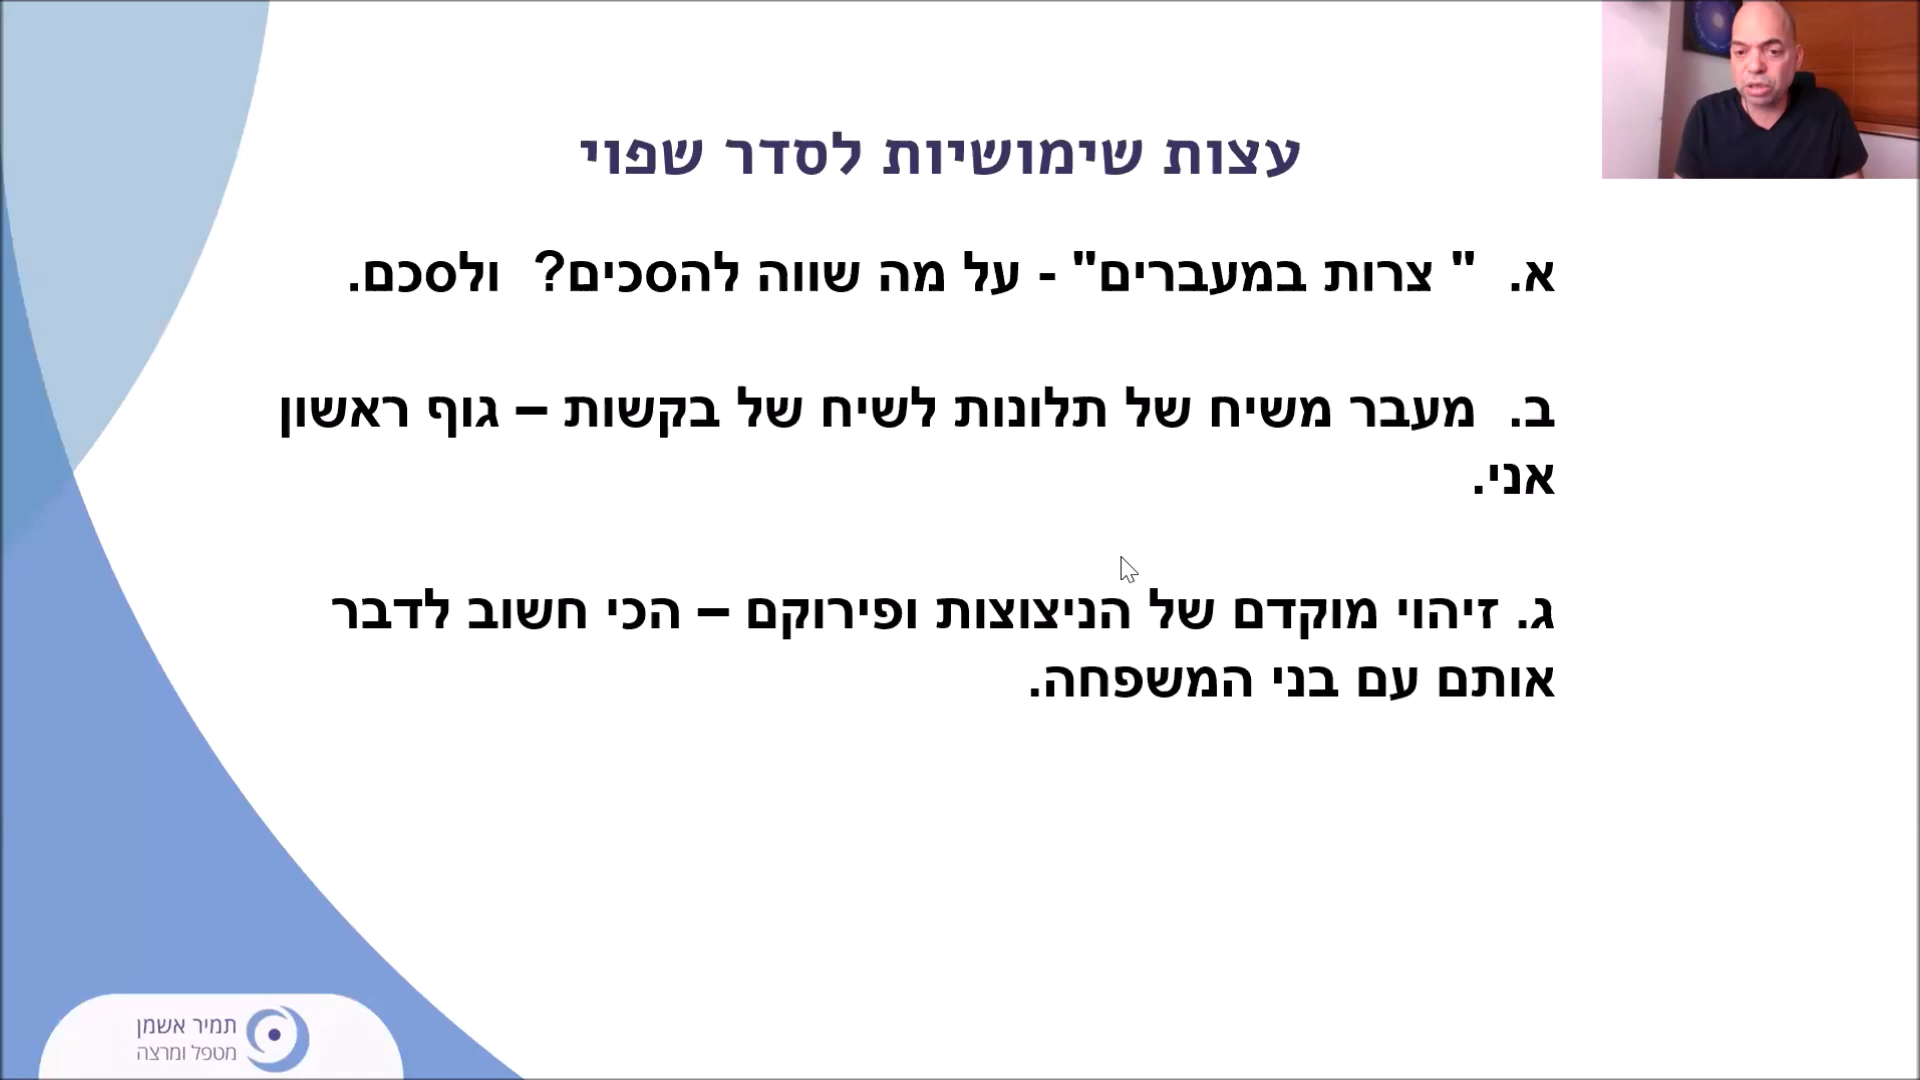 עצות שימושיות לסדר שפוי
א. " צרות במעברים" - על מה שווה להסכים? ולסכם.
ב. מעבר משיח של תלונות לשיח של בקשות – גוף ראשון
אני.
ג. זיהוי מוקדם של הניצוצות ופירוקם – הכי חשוב לדבר
אותם עם בני המשפחה.
תמיר אשמן
מטפל ומרצה